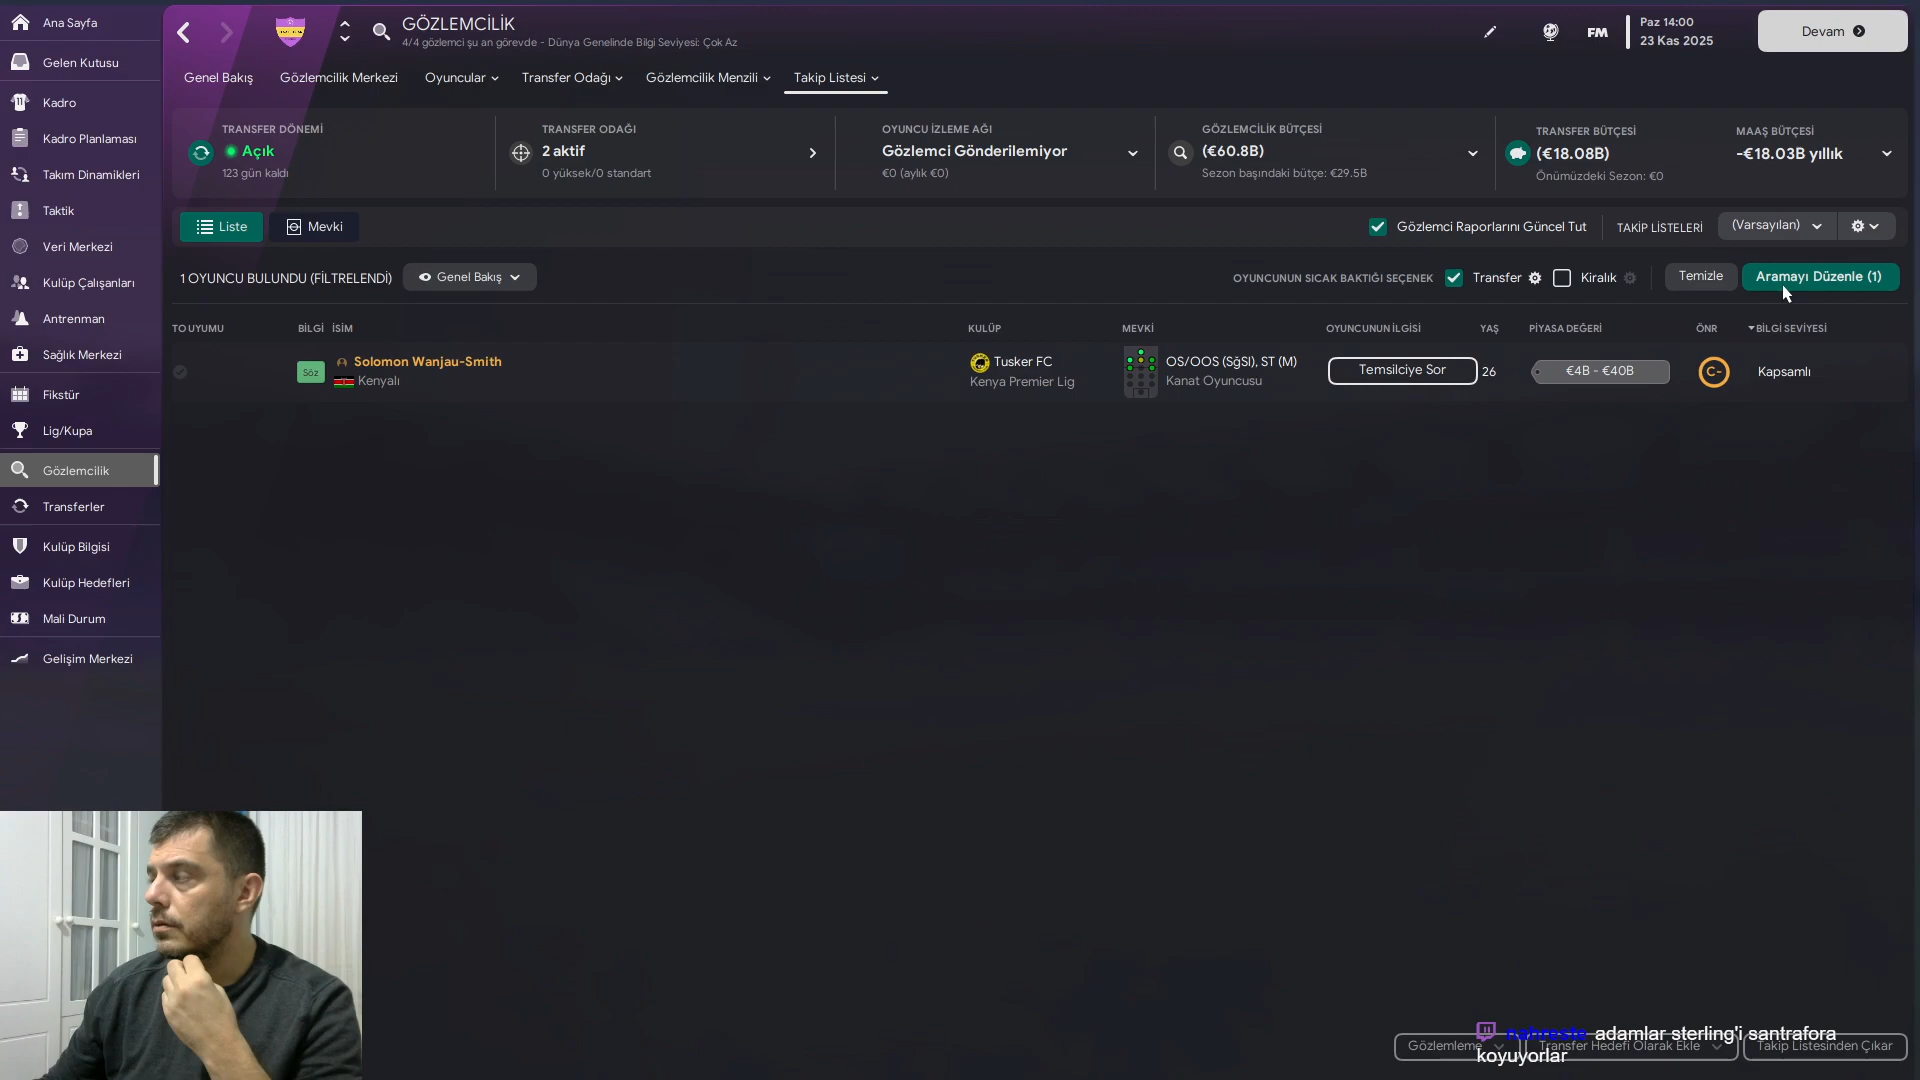 Ana Sayfa
Gelen Kutusu
Kadro
Kadro Planlaması
Takım Dinamikleri
Taktik
Veri Merkezi
Kulüp Çalışanları
Antrenman
Sağlık Merkezi
Fikstür
Lig/Kupa
Gözlemcilik
Transferler
Kulüp Bilgisi
Kulüp Hedefleri
Mali Durum
Gelişim Merkezi
GÖZLEMCİLİK
4/4 gözlemci şu an görevde - Dünya Genelinde Bilgi Seviyesi: Çok Az
FM
Paz 14:00
23 Kas 2025
Devam
Genel Bakış
Gözlemcilik Merkezi
Oyuncular
Transfer Odağı
Gözlemcilik Menzili
Takip Listesi
TRANSFER DÖNEMİ
Açık
123 gün kaldı
TRANSFER ODAĞI
2 aktif
0 yüksek/0 standart
OYUNCU İZLEME AĞI
Gözlemci Gönderilemiyor
€0 (aylık €0)
GÖZLEMCİLİK BÜTÇESİ
(€60.8B)
Sezon başındaki bütçe: €29.5B
TRANSFER BÜTÇESİ
(€18.08B)
Önümüzdeki Sezon: €0
MAAŞ BÜTÇESİ
-€18.03B yıllık
Liste
Mevki
Gözlemci Raporlarını Güncel Tut
TAKİP LİSTELERİ
(Varsayılan)
1 OYUNCU BULUNDU (FİLTRELENDİ)
Genel Bakış
OYUNCUNUN SICAK BAKTIĞI SEÇENEK
Transfer
Kiralık
Temizle
Aramayı Düzenle (1)
TO UYUMU
BİLGİ
İSİM
KULÜP
MEVKİ
OYUNCUNUN İLGİSİ
YAŞ
PİYASA DEĞERİ
ÖNR
BİLGİ SEVİYESİ
Söz
Solomon Wanjau-Smith
Kenyalı
Tusker FC
Kenya Premier Lig
OS/OOS (SğSl), ST (M)
Kanat Oyuncusu
Temsilciye Sor
26
€4B - €40B
C-
Kapsamlı
nahreste adamlar sterling'i santrafora
koyuyorlar
Gözlemleme
Transfer Hedefi Olarak Ekle
Takip Listesinden Çıkar